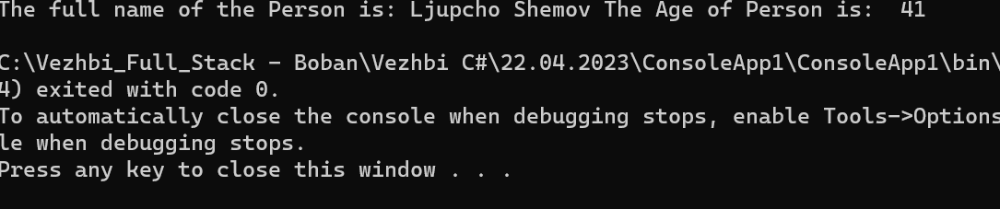 The full name of the Person is: Ljupcho Shemov The Age of Person is:  41
C:\Vezhbi_Full_Stack - Boban\Vezhbi C#\22.04.2023\ConsoleApp1\ConsoleApp1\bin\
4) exited with code 0.
To automatically close the console when debugging stops, enable Tools->Options
le when debugging stops.
Press any key to close this window . . .